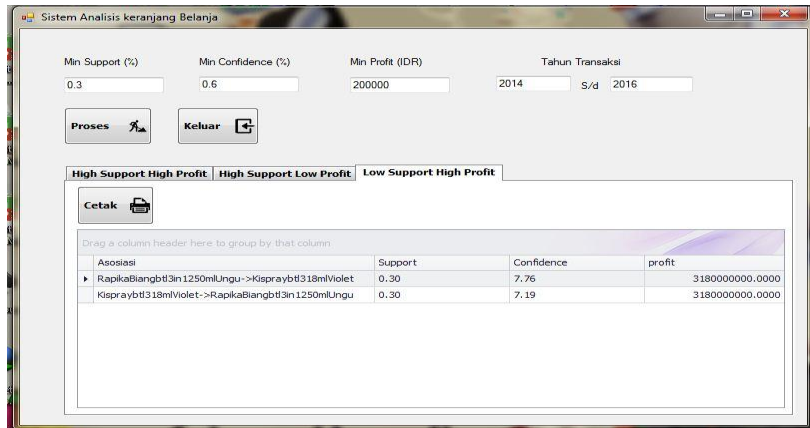 Sistem Analisis keranjang Belanja
Min Support (%) Min Confidence (%) Min Profit (IDR) Tahun Transaksi
0.3 0.6 200000 2014 S/d 2016
Proses Keluar
High Support High Profit High Support Low Profit Low Support High Profit
Cetak
Drag a column header here to group by that column
Asosiasi Support Confidence profit
RapikaBiangbtl3in1250mlUngu->Kispraybtl318mlViolet 0.30 7.76 3180000000.0000
Kispraybtl318mlViolet->RapikaBiangbtl3in1250mlUngu 0.30 7.19 3180000000.0000